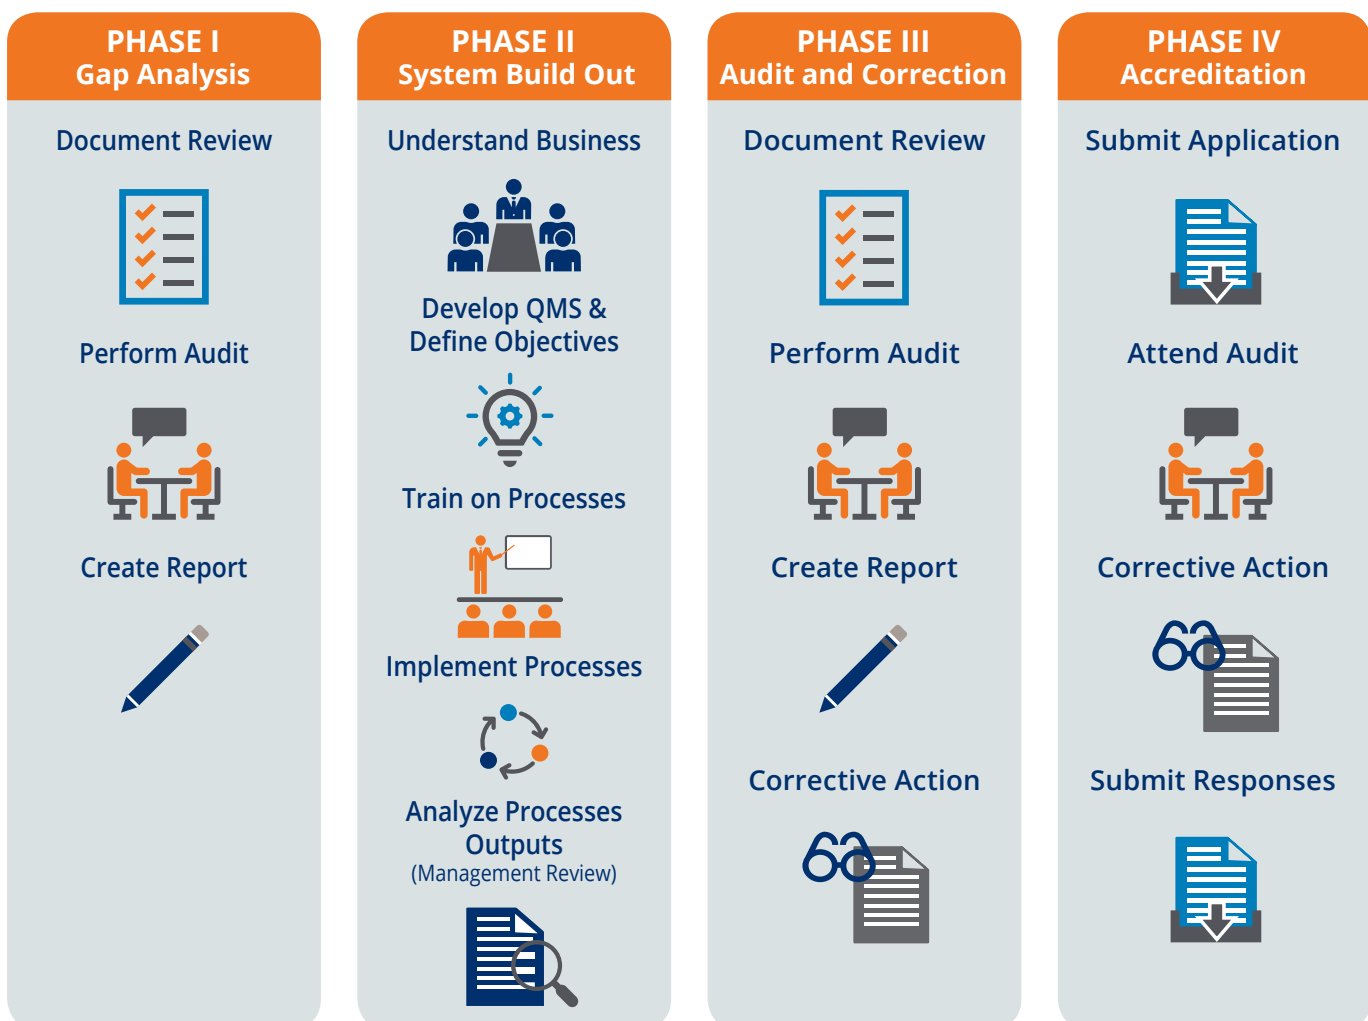 PHASE I
Gap Analysis
Document Review
Perform Audit
Create Report
PHASE II
System Build Out
Understand Business
Develop QMS &
Define Objectives
Train on Processes
Implement Processes
Analyze Processes
Outputs
(Management Review)
PHASE III
Audit and Correction
Document Review
Perform Audit
Create Report
Corrective Action
PHASE IV
Accreditation
Submit Application
Attend Audit
Corrective Action
Submit Responses